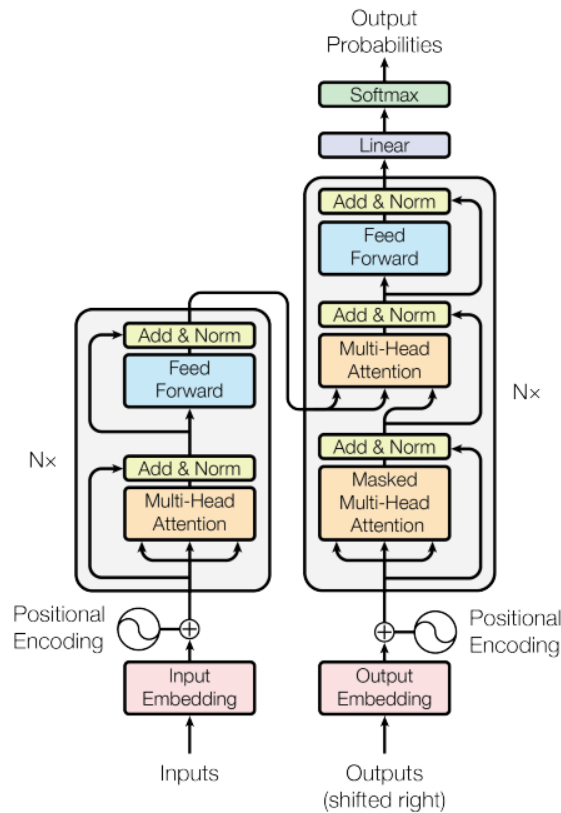 Output
Probabilities
Softmax
Linear
Add & Norm
Feed
Forward
Add & Norm
Multi-Head
Attention
Add & Norm
Masked
Multi-Head
Attention
N×
Add & Norm
Feed
Forward
Add & Norm
Multi-Head
Attention
N×
Positional
Encoding
Positional
Encoding
Input
Embedding
Output
Embedding
Inputs
Outputs
(shifted right)